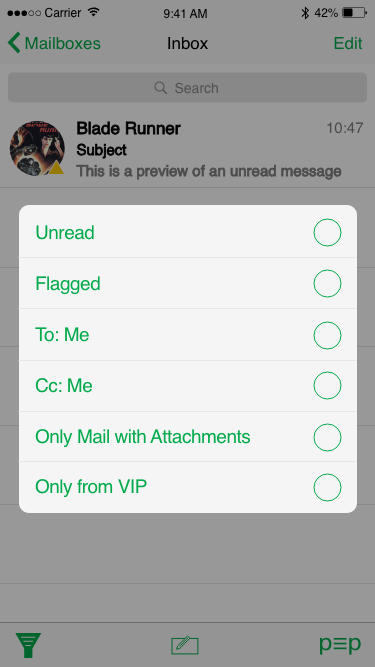 Carrier 9:41 AM 42%
Mailboxes Inbox Edit
Search
Blade Runner 10:47
Subject
This is a preview of an unread message
Unread
Flagged
To: Me
Cc: Me
Only Mail with Attachments
Only from VIP
p≡p